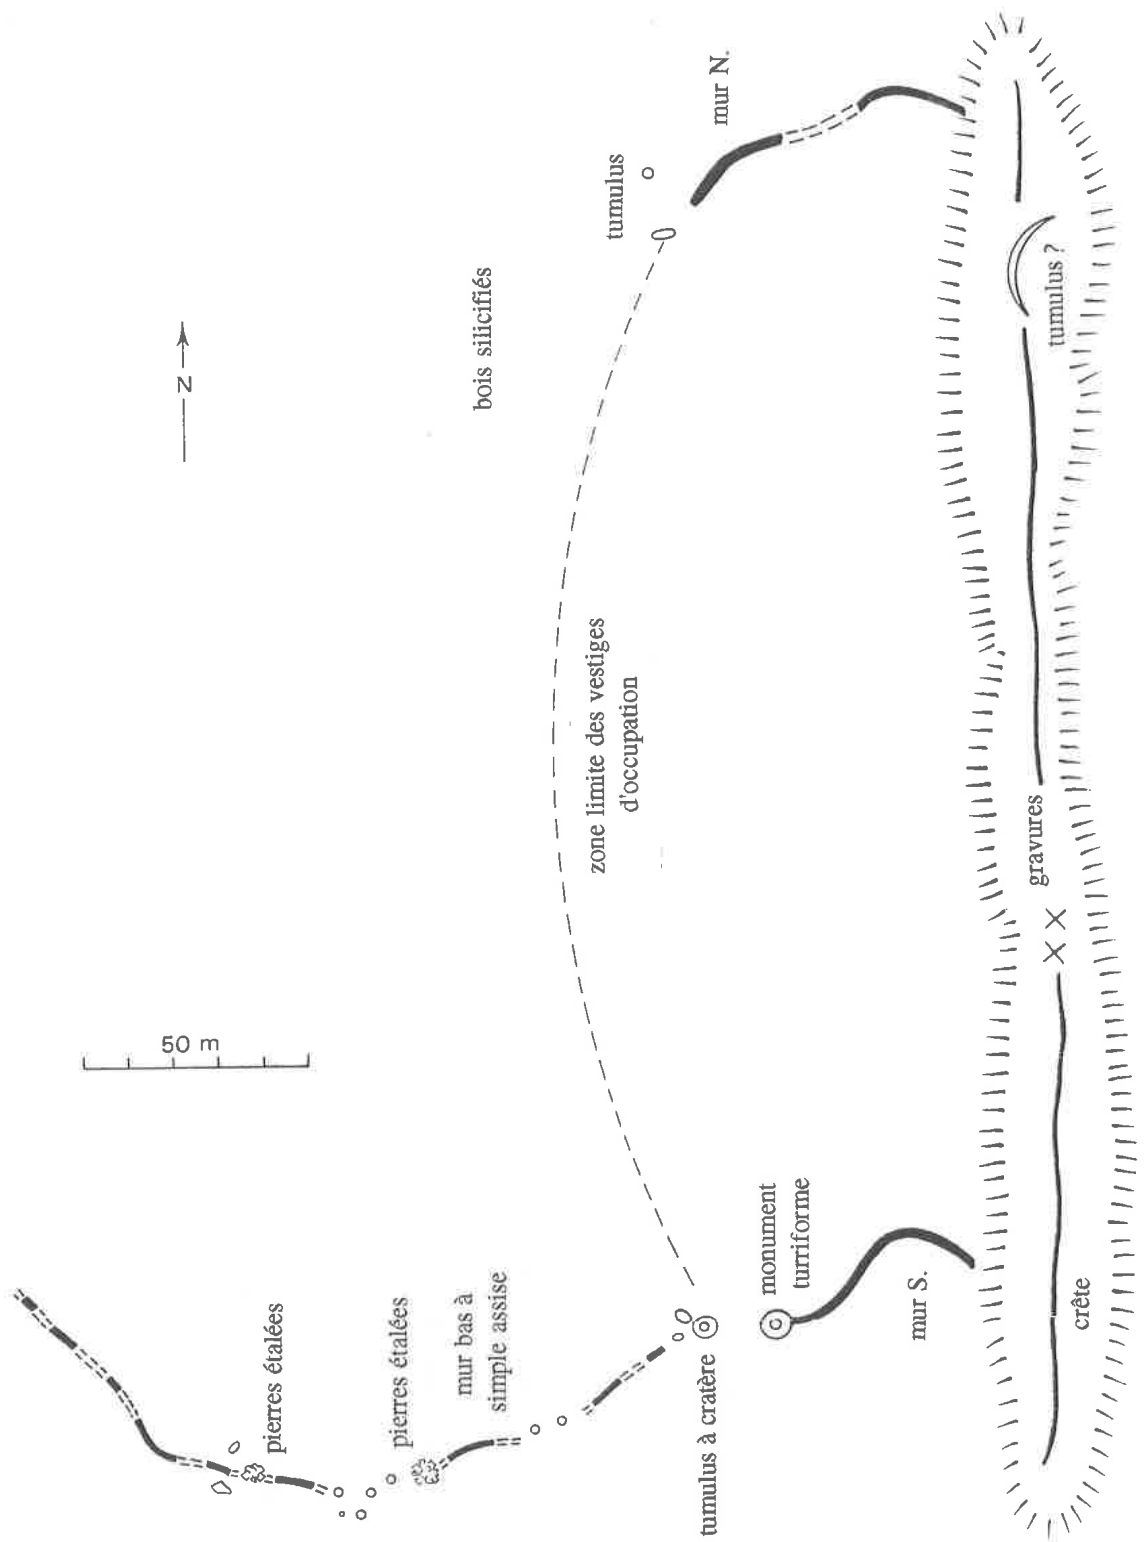 mur N.
tumulus
bois silicifiés
N
tumulus ?
zone limite des vestiges
d'occupation
gravures
50 m
monument
turriforme
mur S.
crête
pierres étalées
pierres étalées
mur bas à
simple assise
tumulus à cratère